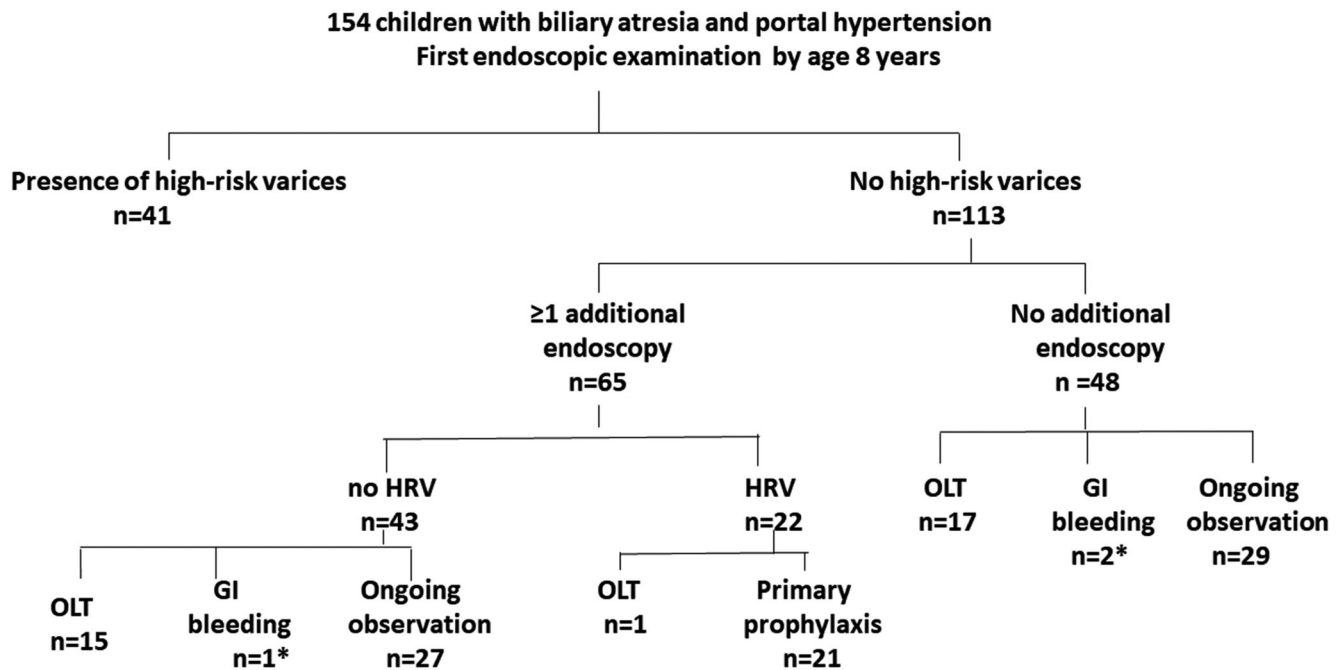 154 children with biliary atresia and portal hypertension
First endoscopic examination by age 8 years
Presence of high-risk varices
n=41
No high-risk varices
n=113
≥1 additional
endoscopy
n=65
No additional
endoscopy
n =48
no HRV
n=43
HRV
n=22
OLT
n=17
GI
bleeding
n=2*
Ongoing
observation
n=29
OLT
n=15
GI
bleeding
n=1*
Ongoing
observation
n=27
OLT
n=1
Primary
prophylaxis
n=21